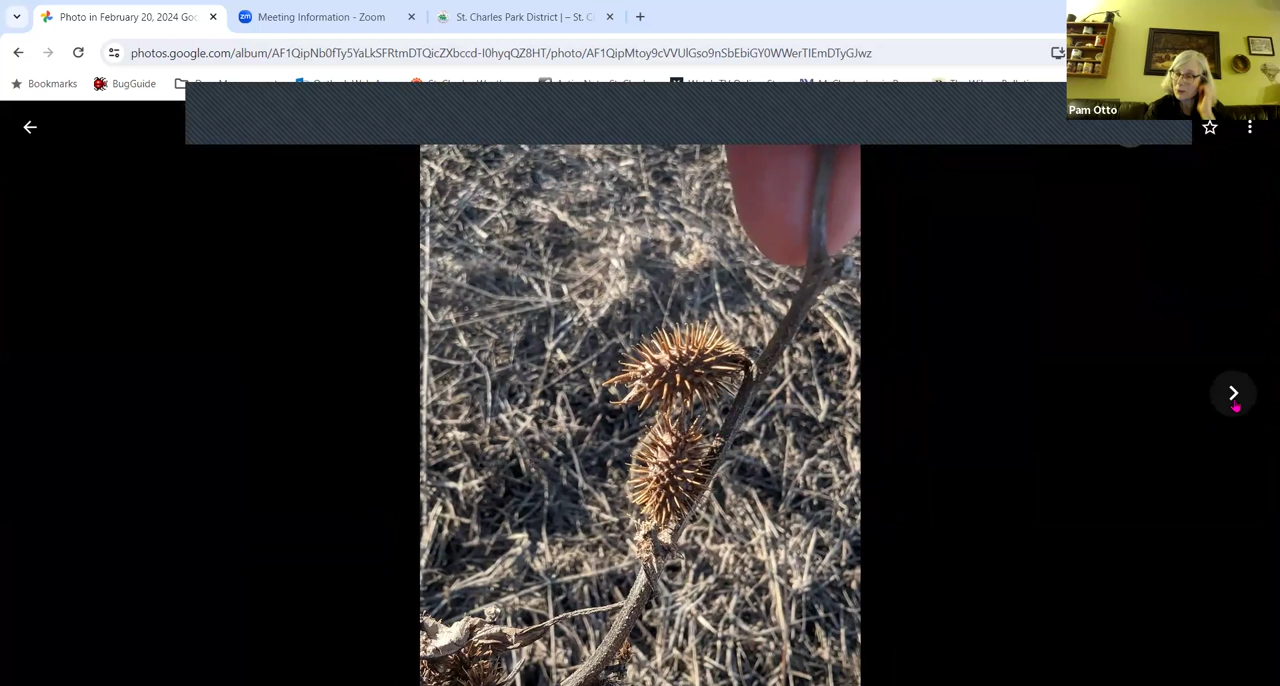 Photo in February 20, 2024 Goo
Meeting Information - Zoom
St. Charles Park District | – St. C
photos.google.com/album/AF1QipNb0fTy5YaLkSFRtmDTQicZXbccd-I0hyqQZ8HT/photo/AF1QipMtoy9cVVUlGso9nSbEbiGY0WWerTIEmDTyGJwz
Bookmarks
BugGuide
Pam Otto